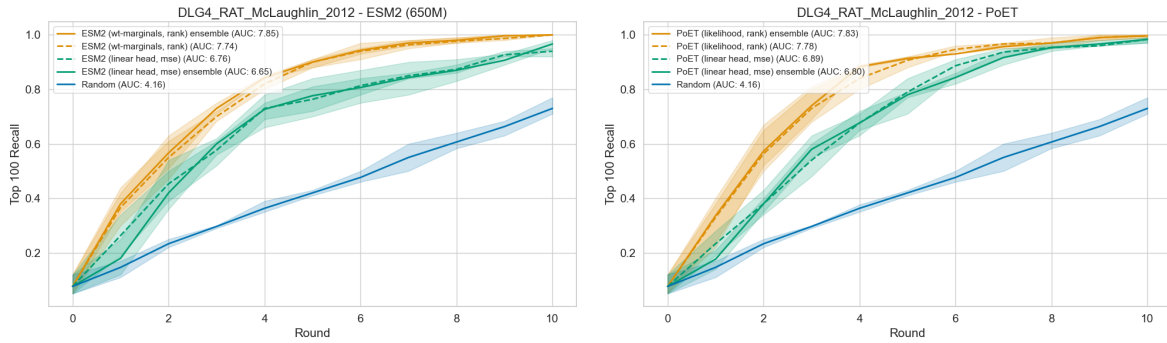 DLG4_RAT_McLaughlin_2012 - ESM2 (650M)
ESM2 (wt-marginals, rank) ensemble (AUC: 7.85)
ESM2 (wt-marginals, rank) (AUC: 7.74)
ESM2 (linear head, mse) (AUC: 6.76)
ESM2 (linear head, mse) ensemble (AUC: 6.65)
Random (AUC: 4.16)
Top 100 Recall
1.0
0.8
0.6
0.4
0.2
0 2 4 6 8 10
Round
DLG4_RAT_McLaughlin_2012 - PoET
PoET (likelihood, rank) ensemble (AUC: 7.83)
PoET (likelihood, rank) (AUC: 7.78)
PoET (linear head, mse) (AUC: 6.89)
PoET (linear head, mse) ensemble (AUC: 6.80)
Random (AUC: 4.16)
Top 100 Recall
1.0
0.8
0.6
0.4
0.2
0 2 4 6 8 10
Round